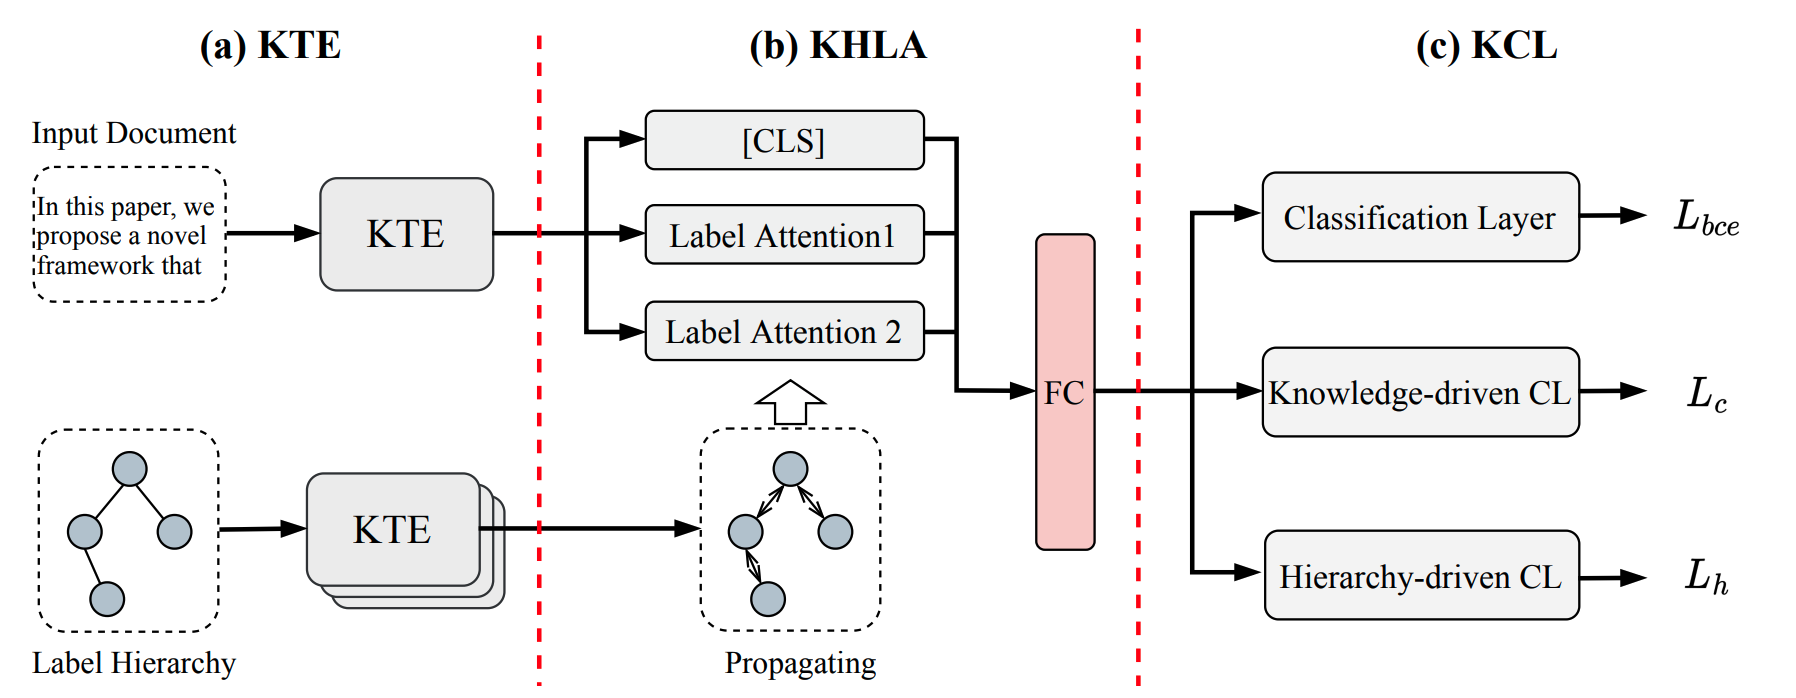 (a) KTE
(b) KHLA
(c) KCL
Input Document
In this paper, we
propose a novel
framework that
KTE
[CLS]
Label Attention1
Label Attention 2
FC
Classification Layer
L_{bce}
Knowledge-driven CL
L_c
Hierarchy-driven CL
L_h
KTE
Label Hierarchy
Propagating